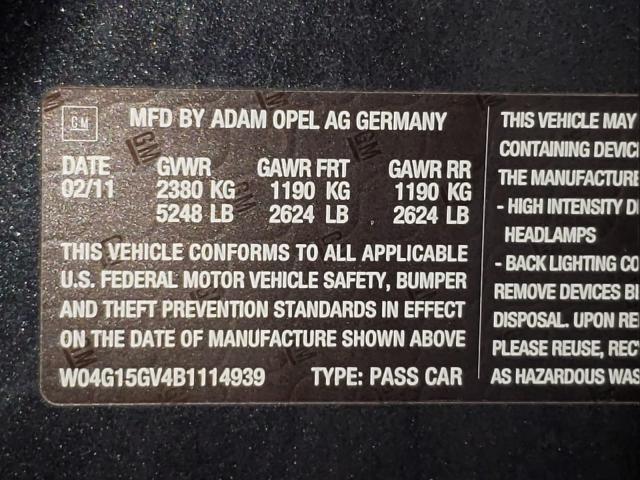 GM
MFD BY ADAM OPEL AG GERMANY
DATE GVWR GAWR FRT GAWR RR
02/11 2380 KG 1190 KG 1190 KG
5248 LB 2624 LB 2624 LB
THIS VEHICLE CONFORMS TO ALL APPLICABLE
U.S. FEDERAL MOTOR VEHICLE SAFETY, BUMPER
AND THEFT PREVENTION STANDARDS IN EFFECT
ON THE DATE OF MANUFACTURE SHOWN ABOVE
W04G15GV4B1114939 TYPE: PASS CAR
THIS VEHICLE MAY
CONTAINING DEVIC
THE MANUFACTURE
- HIGH INTENSITY DI
HEADLAMPS
- BACK LIGHTING CO
REMOVE DEVICES B
DISPOSAL. UPON RE
PLEASE REUSE, REC
AS HAZARDOUS WAS